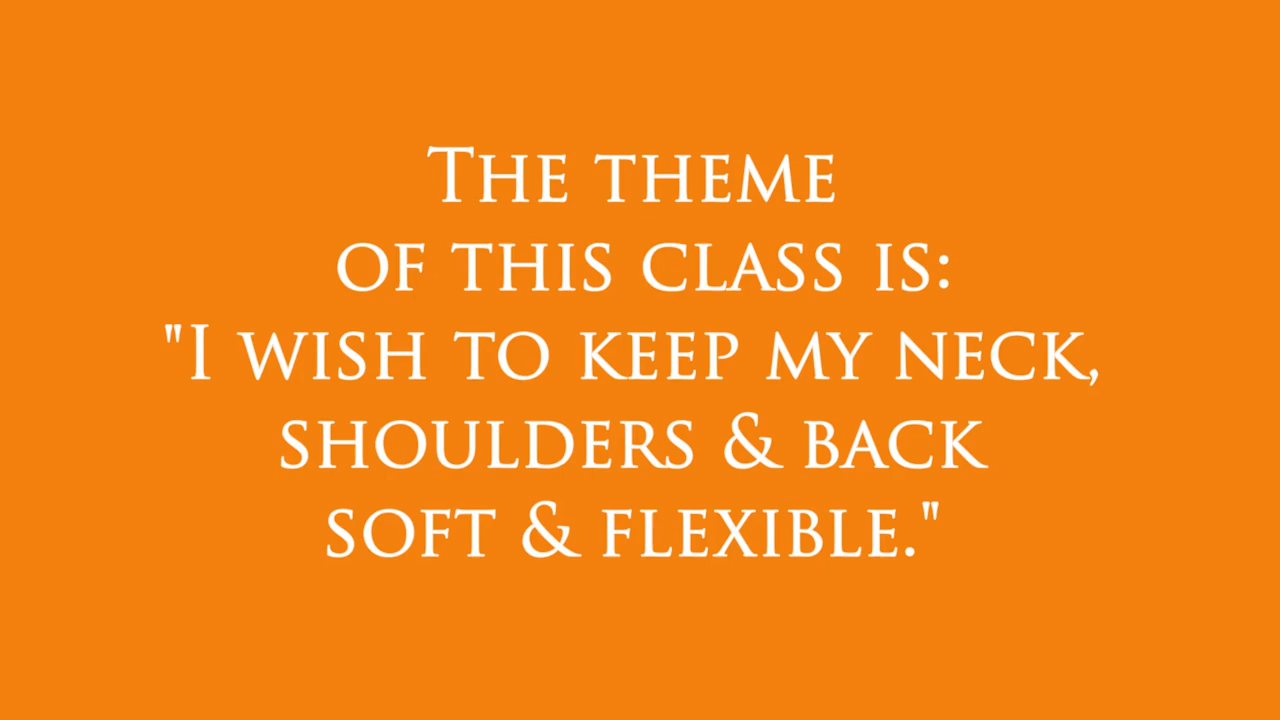 The theme
of this class is:
"I wish to keep my neck,
shoulders & back
soft & flexible."